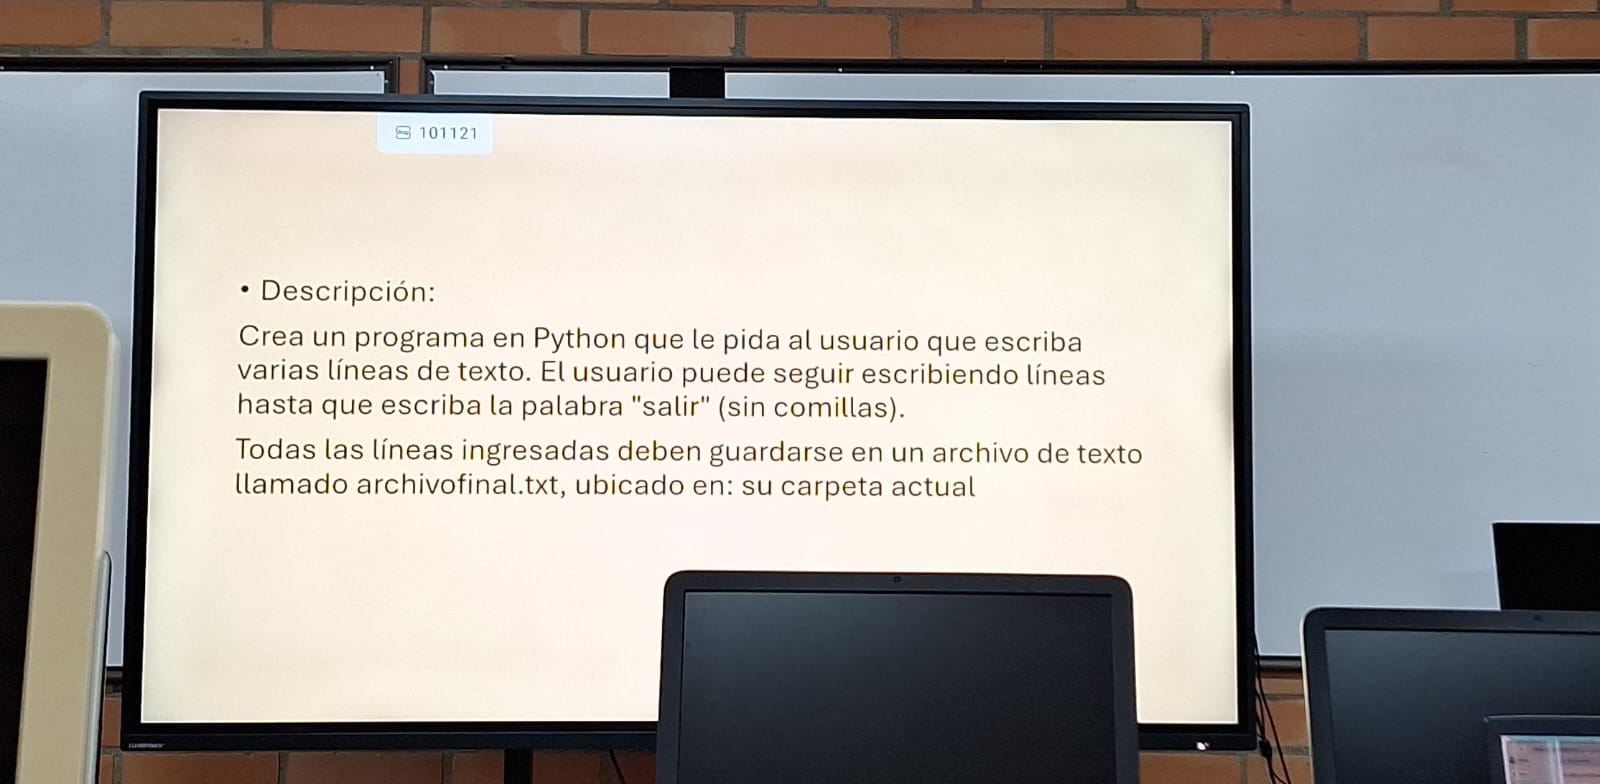 101121
• Descripción:
Crea un programa en Python que le pida al usuario que escriba
varias líneas de texto. El usuario puede seguir escribiendo líneas
hasta que escriba la palabra "salir" (sin comillas).
Todas las líneas ingresadas deben guardarse en un archivo de texto
llamado archivofinal.txt, ubicado en: su carpeta actual